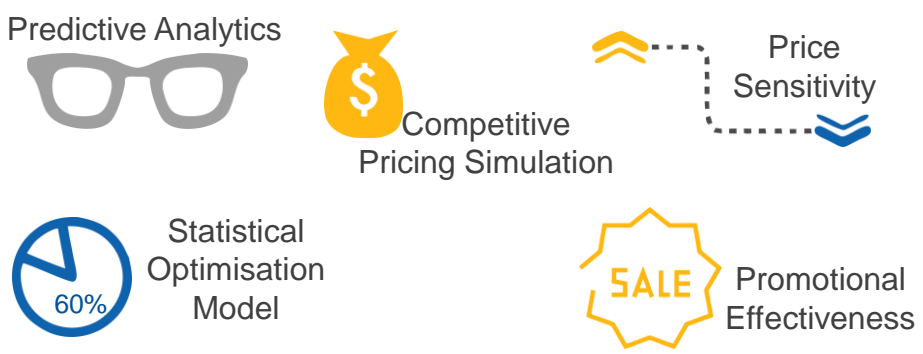 Predictive Analytics
$
Competitive
Pricing Simulation
Price
Sensitivity
60%
Statistical
Optimisation
Model
SALE
Promotional
Effectiveness